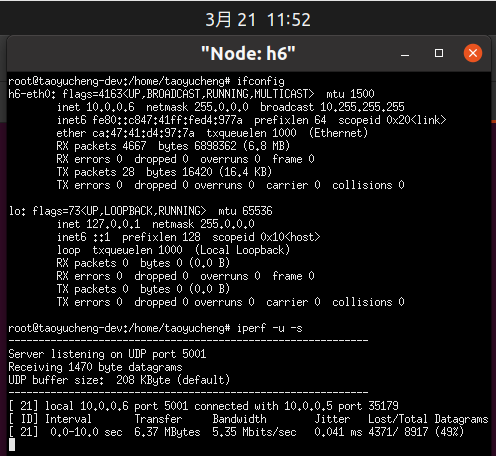 3月 21 11:52
"Node: h6"
root@taoyucheng-dev:/home/taoyucheng# ifconfig
h6-eth0: flags=4163<UP,BROADCAST,RUNNING,MULTICAST>  mtu 1500
        inet 10.0.0.6  netmask 255.0.0.0  broadcast 10.255.255.255
        inet6 fe80::c847:41ff:fed4:977a  prefixlen 64  scopeid 0x20<link>
        ether ca:47:41:d4:97:7a  txqueuelen 1000  (Ethernet)
        RX packets 4667  bytes 6898362 (6.8 MB)
        RX errors 0  dropped 0  overruns 0  frame 0
        TX packets 28  bytes 16420 (16.4 KB)
        TX errors 0  dropped 0 overruns 0  carrier 0  collisions 0

lo: flags=73<UP,LOOPBACK,RUNNING>  mtu 65536
        inet 127.0.0.1  netmask 255.0.0.0
        inet6 ::1  prefixlen 128  scopeid 0x10<host>
        loop  txqueuelen 1000  (Local Loopback)
        RX packets 0  bytes 0 (0.0 B)
        RX errors 0  dropped 0  overruns 0  frame 0
        TX packets 0  bytes 0 (0.0 B)
        TX errors 0  dropped 0 overruns 0  carrier 0  collisions 0

root@taoyucheng-dev:/home/taoyucheng# iperf -u -s
------------------------------------------------------------
Server listening on UDP port 5001
Receiving 1470 byte datagrams
UDP buffer size:  208 KByte (default)
------------------------------------------------------------
[ 21] local 10.0.0.6 port 5001 connected with 10.0.0.5 port 35179
[ ID] Interval       Transfer     Bandwidth        Jitter   Lost/Total Datagrams
[ 21]  0.0-10.0 sec  6.37 MBytes  5.35 Mbits/sec   0.041 ms 4371/ 8917 (49%)